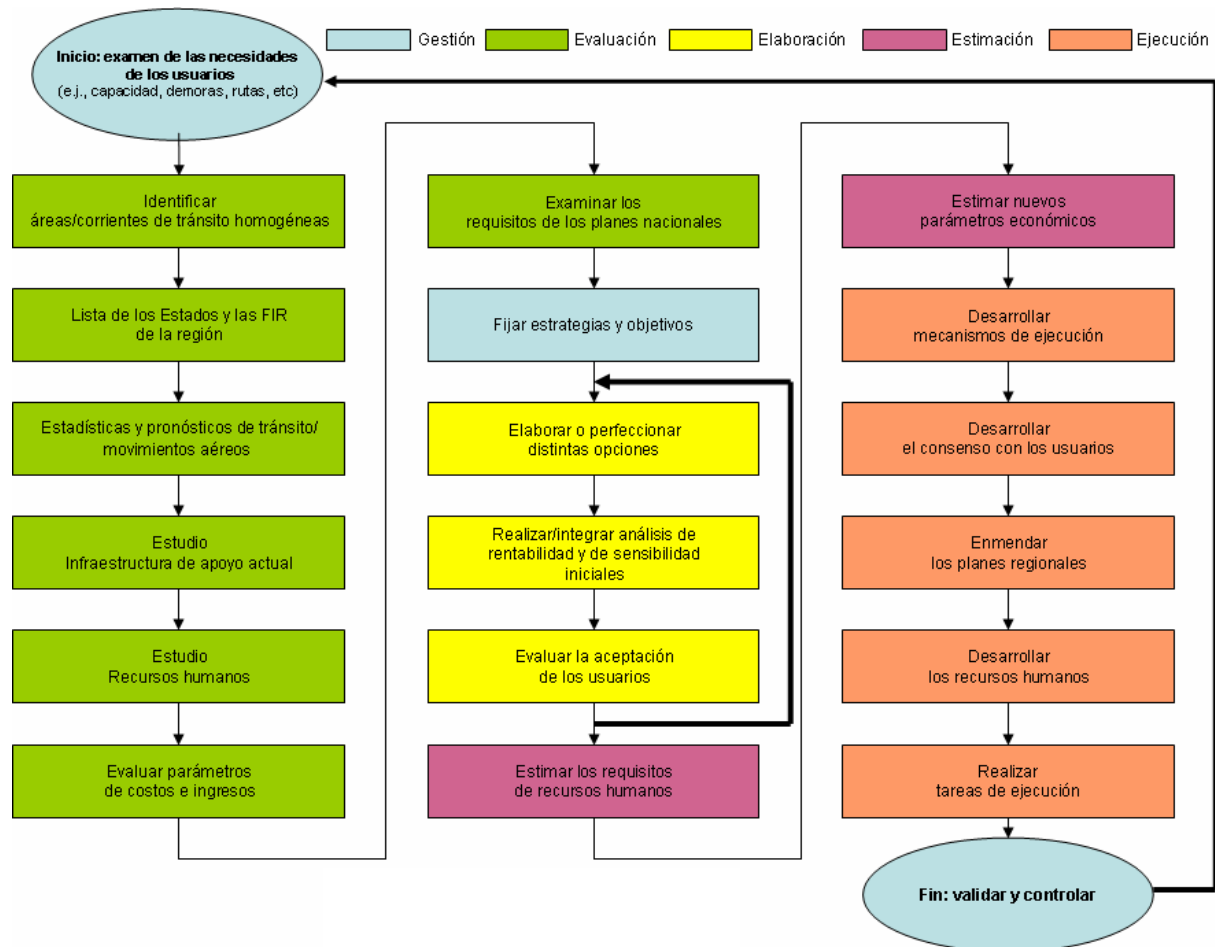 Inicio: examen de las necesidades
de los usuarios
(e.j., capacidad, demoras, rutas, etc)
Gestión
Evaluación
Elaboración
Estimación
Ejecución
Identificar
áreas/corrientes de tránsito homogéneas
Lista de los Estados y las FIR
de la región
Estadísticas y pronósticos de tránsito/
movimientos aéreos
Estudio
Infraestructura de apoyo actual
Estudio
Recursos humanos
Evaluar parámetros
de costos e ingresos
Examinar los
requisitos de los planes nacionales
Fijar estrategias y objetivos
Elaborar o perfeccionar
distintas opciones
Realizar/integrar análisis de
rentabilidad y de sensibilidad
iniciales
Evaluar la aceptación
de los usuarios
Estimar los requisitos
de recursos humanos
Estimar nuevos
parámetros económicos
Desarrollar
mecanismos de ejecución
Desarrollar
el consenso con los usuarios
Enmendar
los planes regionales
Desarrollar
los recursos humanos
Realizar
tareas de ejecución
Fin: validar y controlar